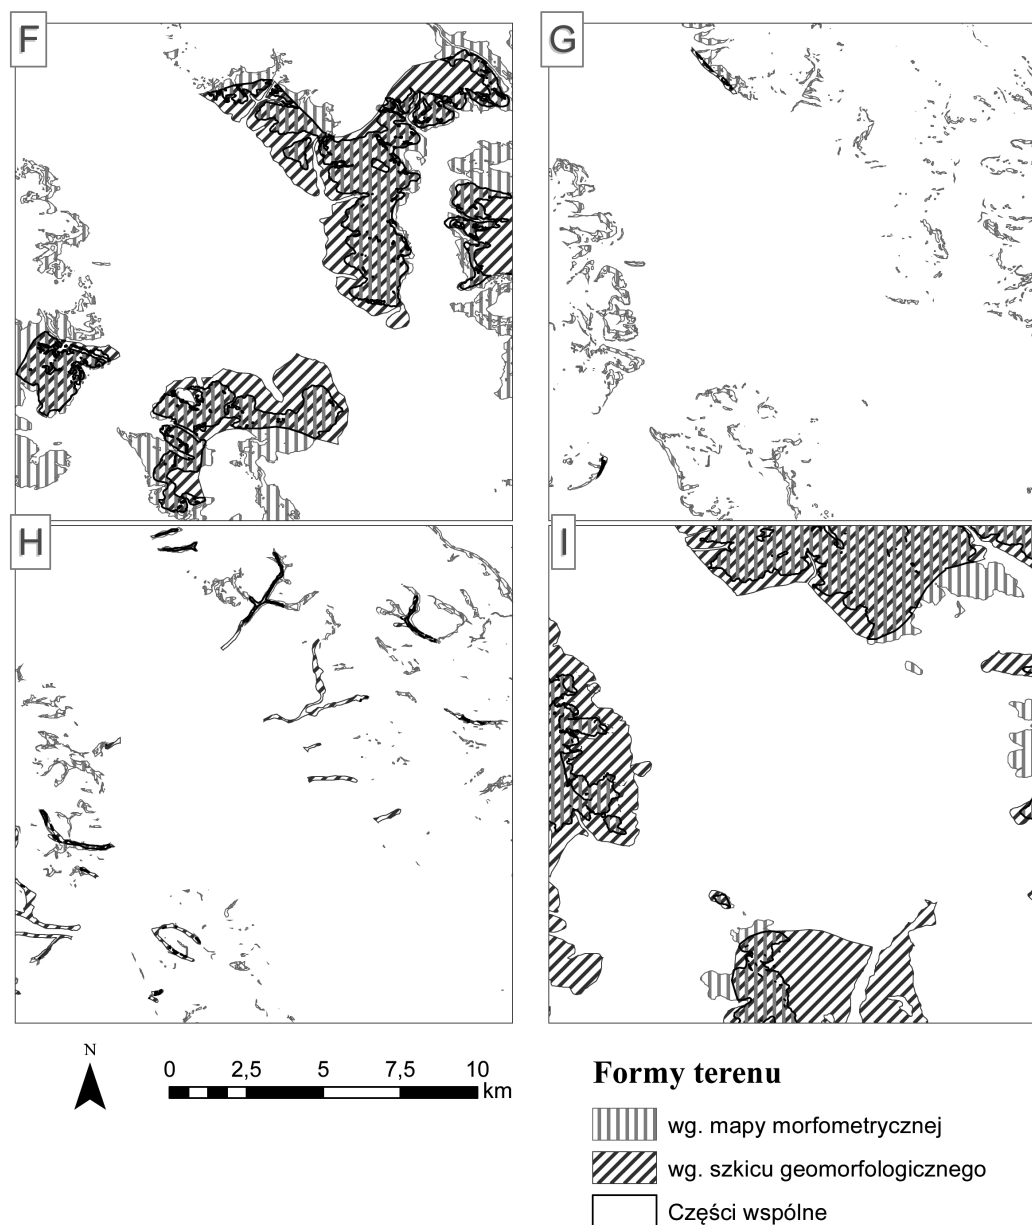 F
G
H
I
N
0 2,5 5 7,5 10
km
Formy terenu
wg. mapy morfometrycznej
wg. szkicu geomorfologicznego
Części wspólne